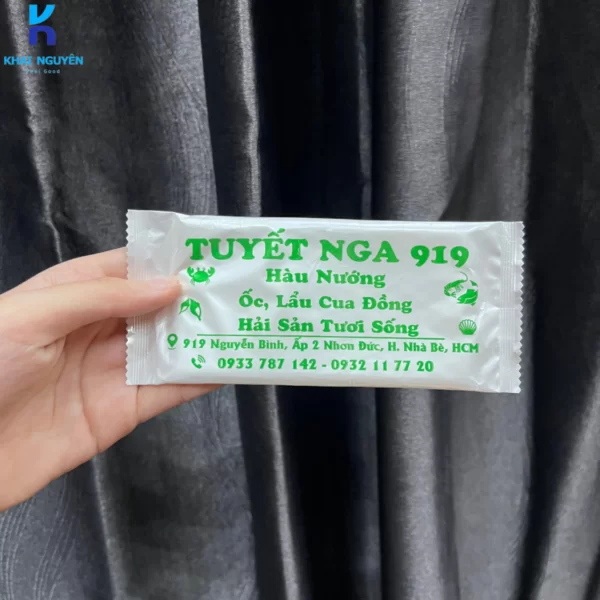 KHÔI NGUYÊN
TUYẾT NGA 919
Hàu Nướng
Ốc, Lẩu Cua Đồng
Hải Sản Tươi Sống
919 Nguyễn Bình, Ấp 2 Nhơn Đức, H. Nhà Bè, HCM
0933 787 142 - 0932 11 77 20